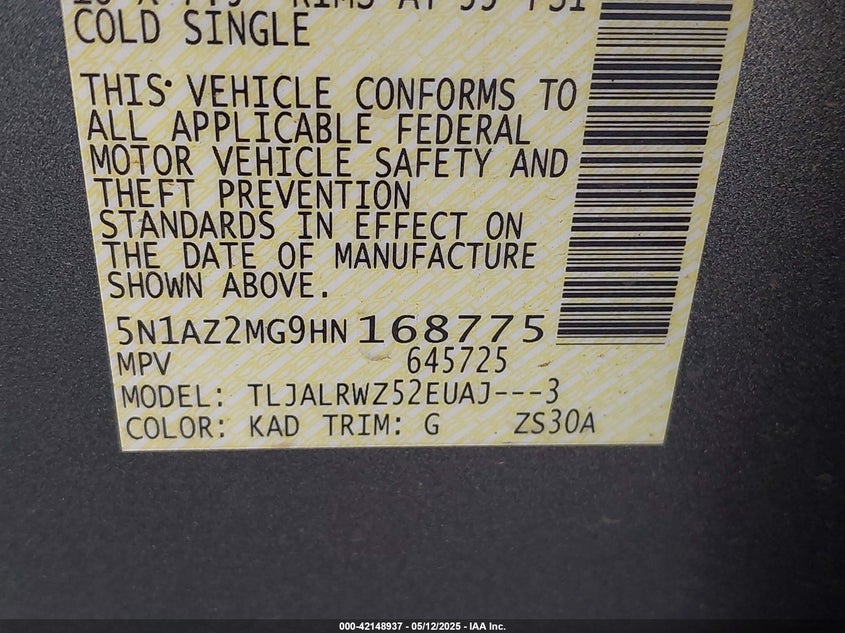 COLD SINGLE
THIS VEHICLE CONFORMS TO
ALL APPLICABLE FEDERAL
MOTOR VEHICLE SAFETY AND
THEFT PREVENTION
STANDARDS IN EFFECT ON
THE DATE OF MANUFACTURE
SHOWN ABOVE.
5N1AZ2MG9HN168775
MPV 645725
MODEL: TLJALRWZ52EUAJ---3
COLOR: KAD TRIM: G ZS30A
000-42148937 - 05/12/2025 - IAA Inc.